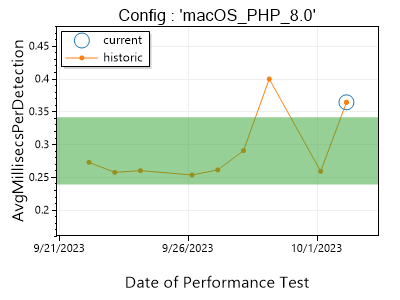 Config : 'macOS_PHP_8.0'
current
historic
AvgMillisecsPerDetection
0.45
0.4
0.35
0.3
0.25
0.2
9/21/2023
9/26/2023
10/1/2023
Date of Performance Test